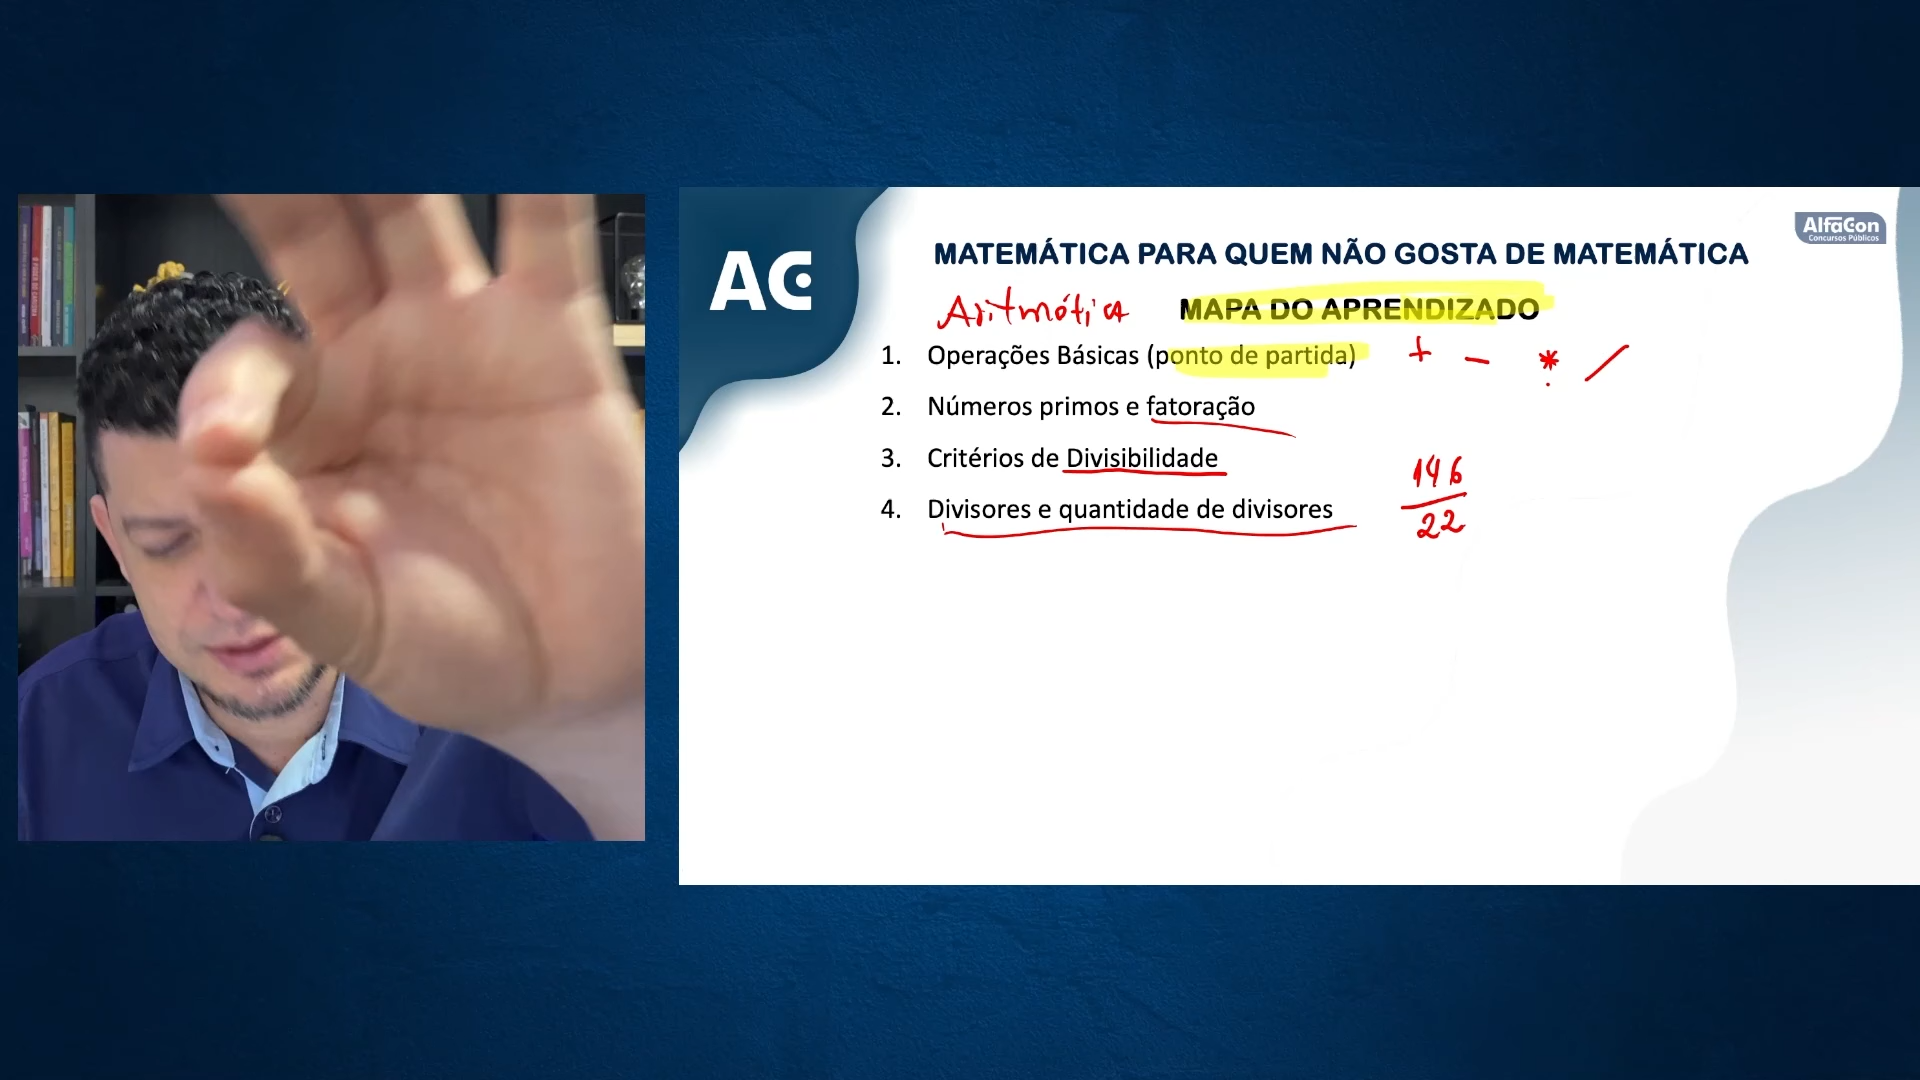 AlfaCon
Concursos Públicos
AC
MATEMÁTICA PARA QUEM NÃO GOSTA DE MATEMÁTICA
Aritmética MAPA DO APRENDIZADO
1. Operações Básicas (ponto de partida) + - * /
2. Números primos e fatoração
3. Critérios de Divisibilidade
4. Divisores e quantidade de divisores
146
22